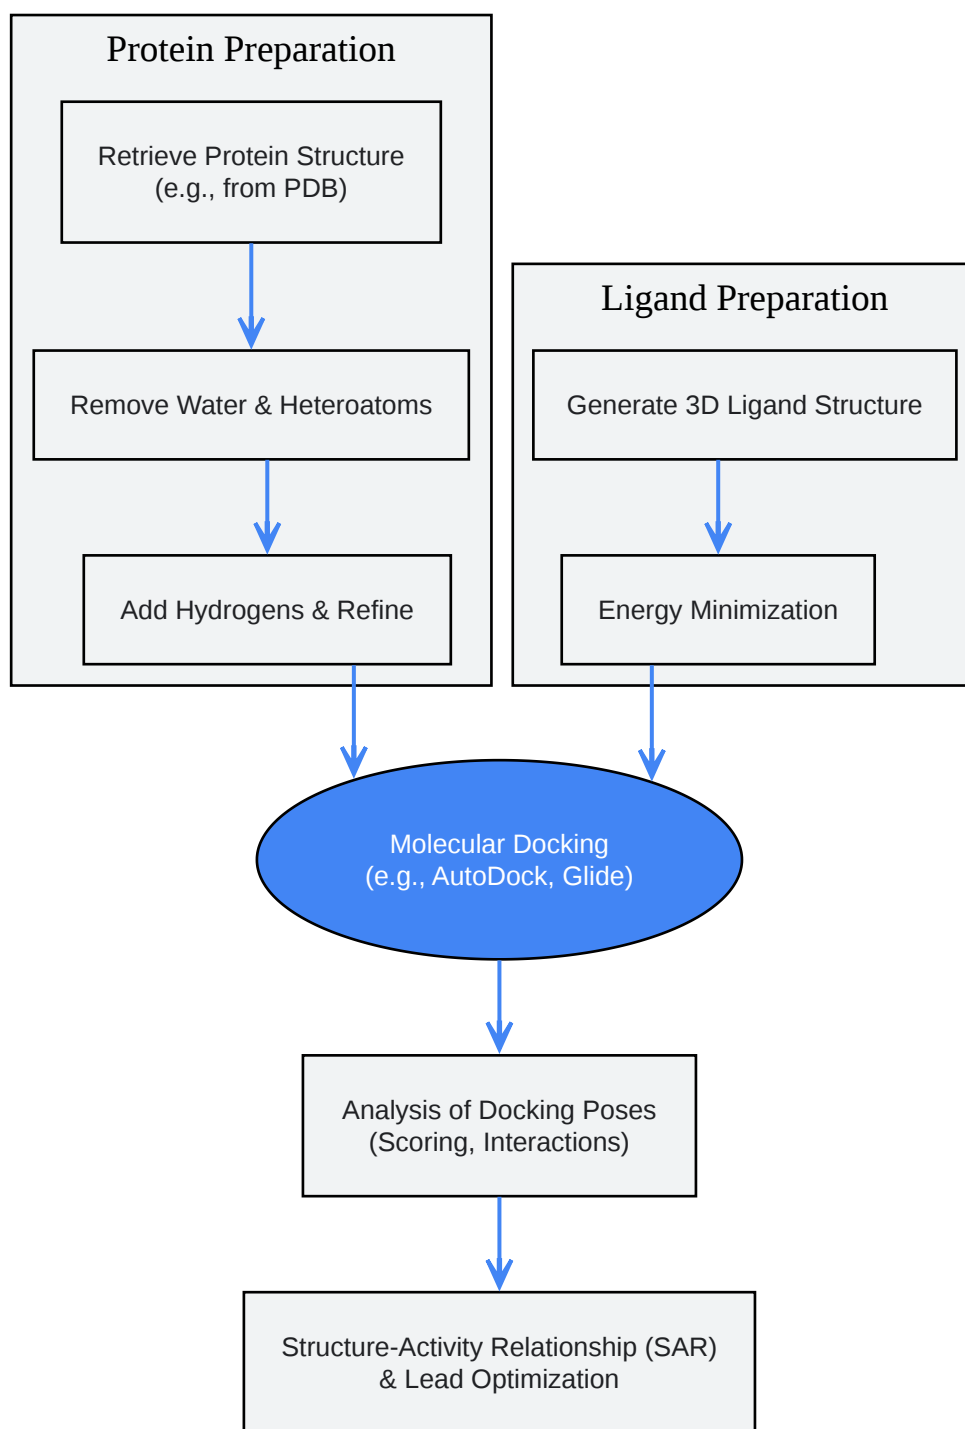 Protein Preparation
Retrieve Protein Structure
(e.g., from PDB)
Remove Water & Heteroatoms
Add Hydrogens & Refine
Ligand Preparation
Generate 3D Ligand Structure
Energy Minimization
Molecular Docking
(e.g., AutoDock, Glide)
Analysis of Docking Poses
(Scoring, Interactions)
Structure-Activity Relationship (SAR)
& Lead Optimization